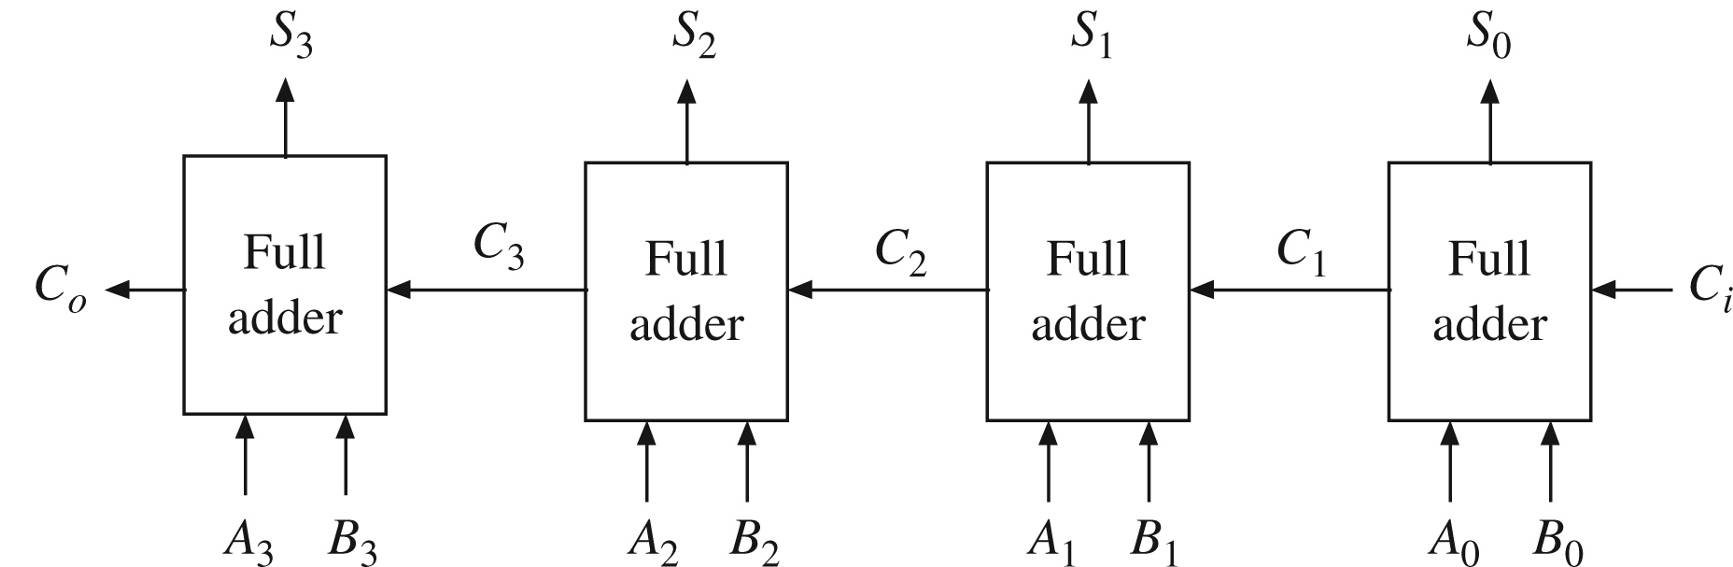 S₃ S₂ S₁ S₀
C₃ C₂ C₁
Full Full Full Full
Cₒ Cᵢ
adder adder adder adder
A₃ B₃ A₂ B₂ A₁ B₁ A₀ B₀